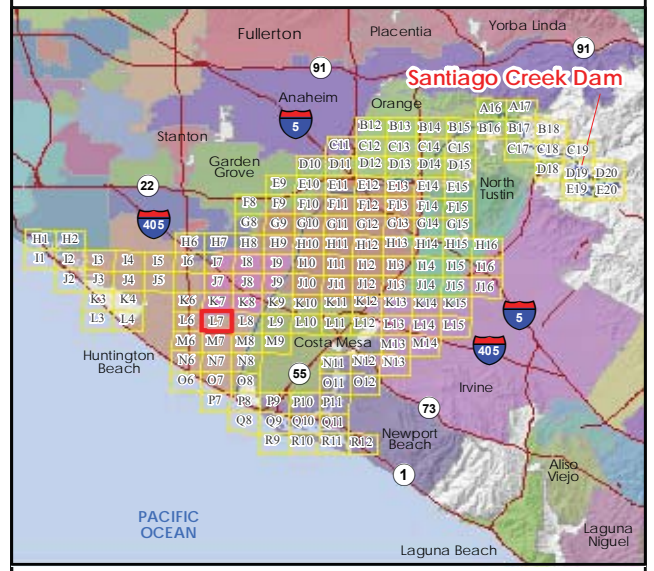 Yorba Linda
Placentia
Fullerton
91
91
Santiago Creek Dam
Anaheim
Orange
A16 A17
5
B12 B13 B14 B15 B16 B17 B18
Stanton
C11 C12 C13 C14 C15 C17 C18 C19
Garden
Grove
D10 D11 D12 D13 D14 D15 D18 D19 D20
22
E9 E10 E11 E12 E13 E14 E15 E19 E20
North
Tustin
F8 F9 F10 F11 F12 F13 F14 F15
405
G8 G9 G10 G11 G12 G13 G14 G15
H1 H2 H6 H7 H8 H9 H10 H11 H12 H13 H14 H15 H16
I1 I2 I3 I4 I5 I6 I7 I8 I9 I10 I11 I12 I13 I14 I15 I16
J2 J3 J4 J5 J7 J8 J9 J10 J11 J12 J13 J14 J15 J16
K3 K4 K6 K7 K8 K9 K10 K11 K12 K13 K14 K15
5
L3 L4 L6 L7 L8 L9 L10 L11 L12 L13 L14 L15
M6 M7 M8 M9 Costa Mesa M13 M14
405
Huntington
Beach
N6 N7 N8 N11 N12 N13
55
O6 O7 O8 O11 O12
Irvine
P7 P8 P9 P10 P11
73
Q8 Q9 Q10 Q11
Newport
Beach
R9 R10 R11 R12
1
Aliso
Viejo
PACIFIC
OCEAN
Laguna
Niguel
Laguna Beach